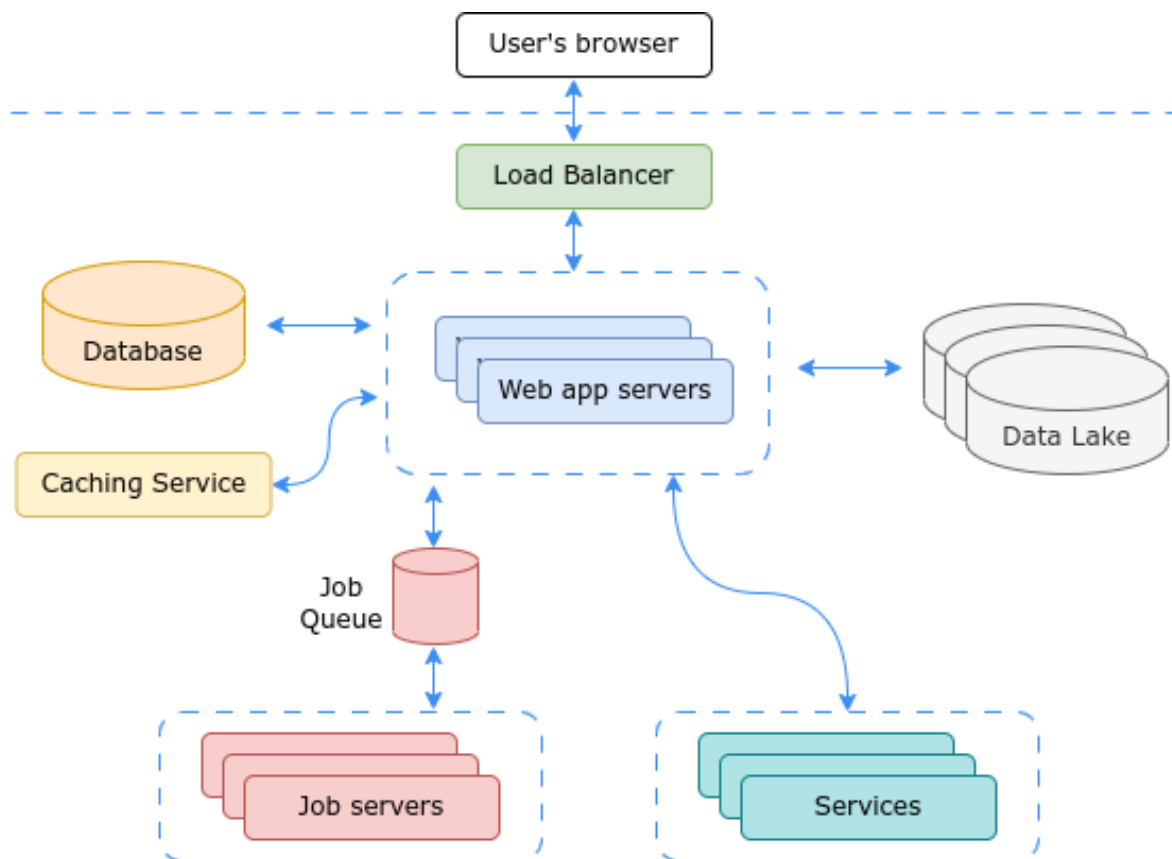 User's browser
Load Balancer
Database
Web app servers
Data Lake
Caching Service
Job
Queue
Job servers
Services